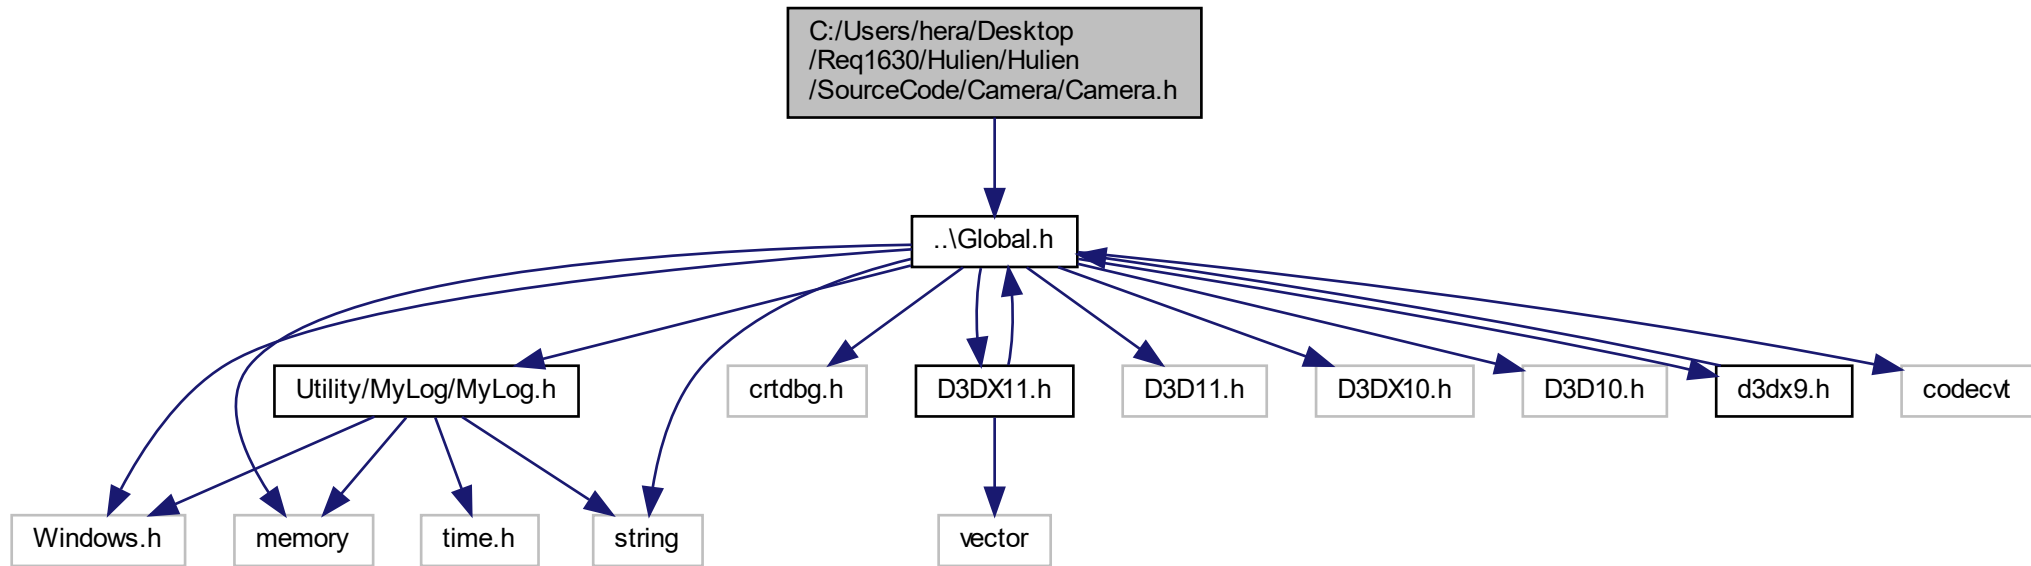 C:/Users/hera/Desktop
/Req1630/Hulien/Hulien
/SourceCode/Camera/Camera.h
..\Global.h
Utility/MyLog/MyLog.h
crtdbg.h
D3DX11.h
D3D11.h
D3DX10.h
D3D10.h
d3dx9.h
codecvt
Windows.h
memory
time.h
string
vector